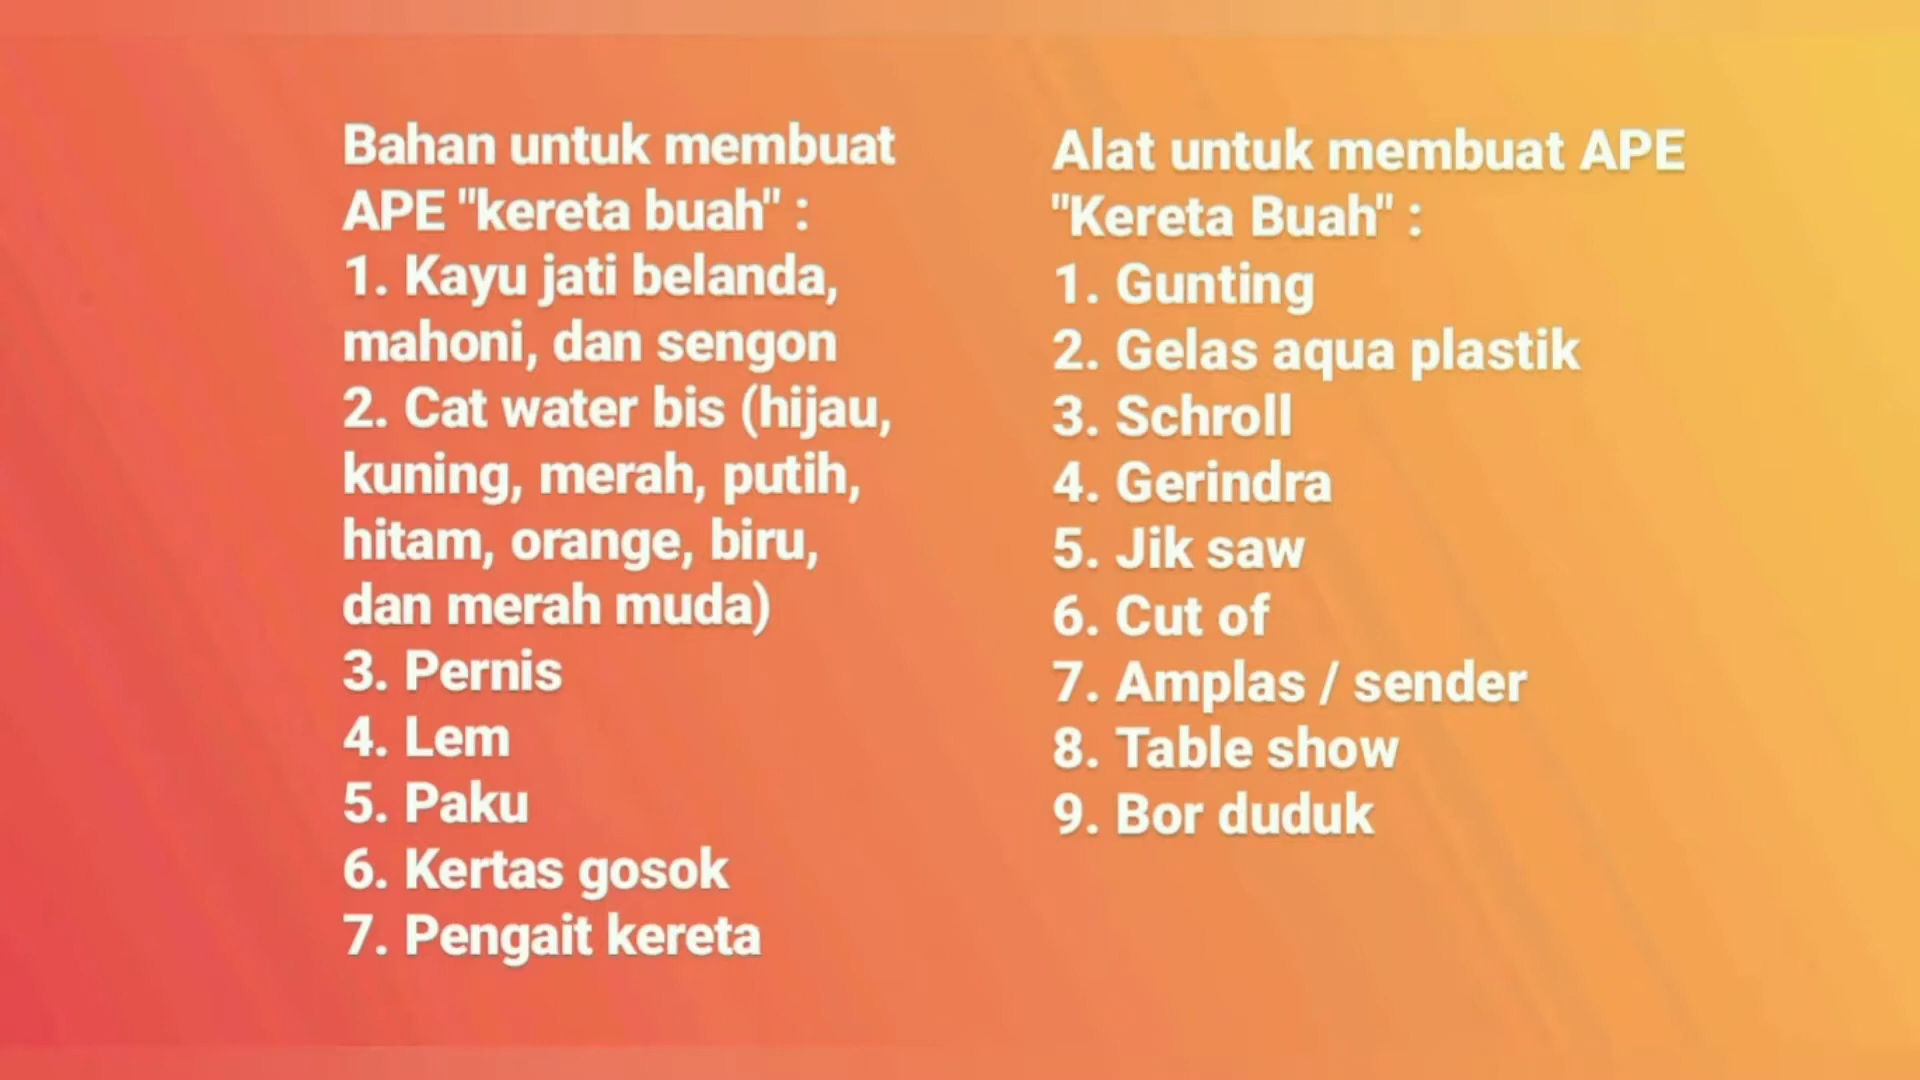 Bahan untuk membuat
APE "kereta buah" :
1. Kayu jati belanda,
mahoni, dan sengon
2. Cat water bis (hijau,
kuning, merah, putih,
hitam, orange, biru,
dan merah muda)
3. Pernis
4. Lem
5. Paku
6. Kertas gosok
7. Pengait kereta
Alat untuk membuat APE
"Kereta Buah" :
1. Gunting
2. Gelas aqua plastik
3. Schroll
4. Gerindra
5. Jik saw
6. Cut of
7. Amplas / sender
8. Table show
9. Bor duduk